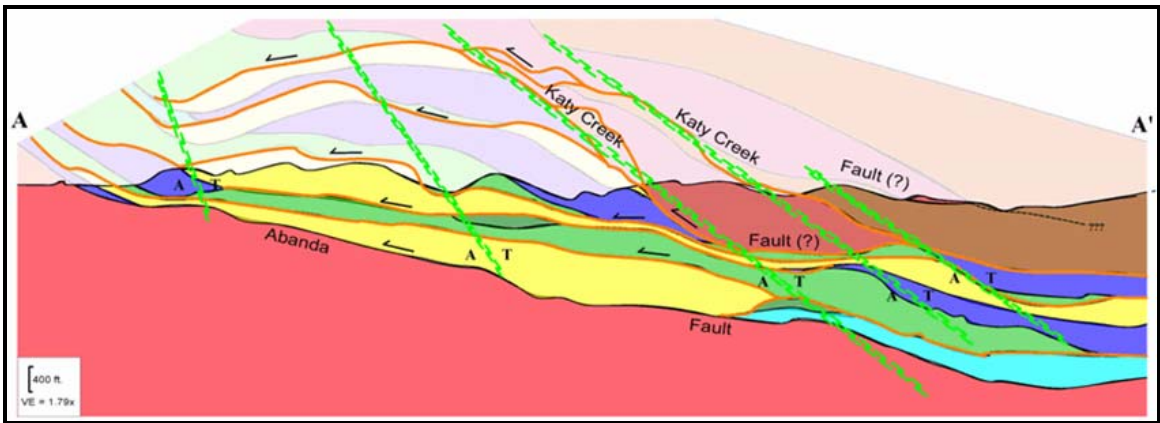 A
A'
Katy Creek
Katy Creek
Fault (?)
A T
Fault (?)
Abanda
A T
A T
A T
A T
???
Fault
400 ft.
VE = 1.79x